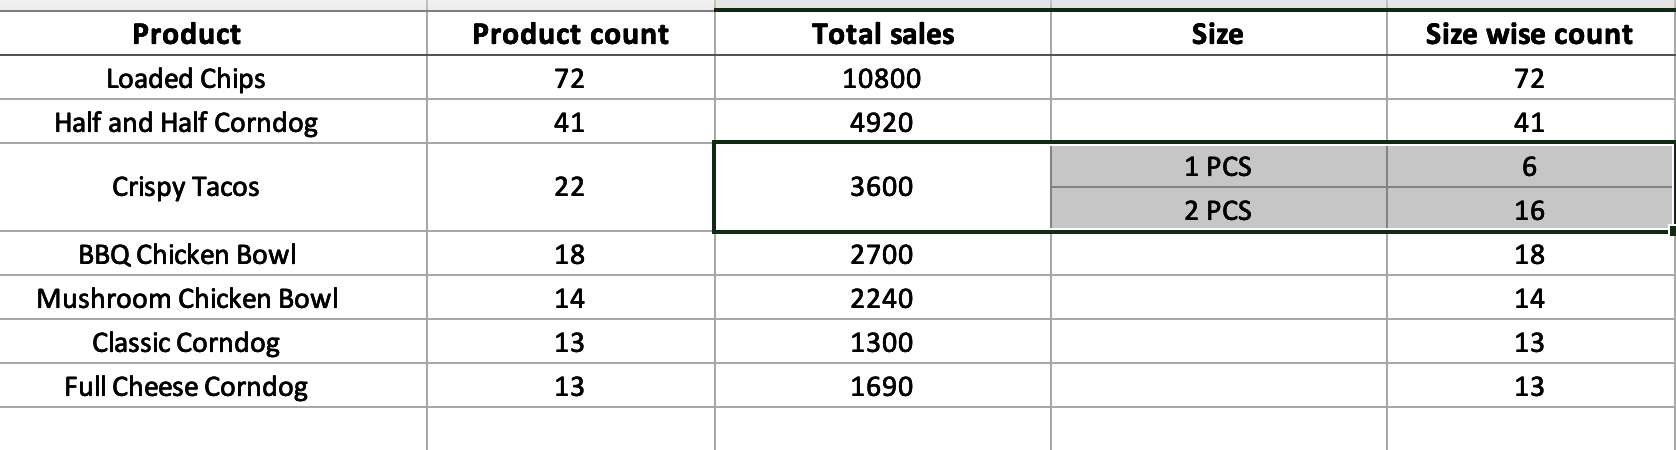 Product Product count Total sales Size Size wise count
Loaded Chips 72 10800 72
Half and Half Corndog 41 4920 41
Crispy Tacos 22 3600 1 PCS 6
2 PCS 16
BBQ Chicken Bowl 18 2700 18
Mushroom Chicken Bowl 14 2240 14
Classic Corndog 13 1300 13
Full Cheese Corndog 13 1690 13